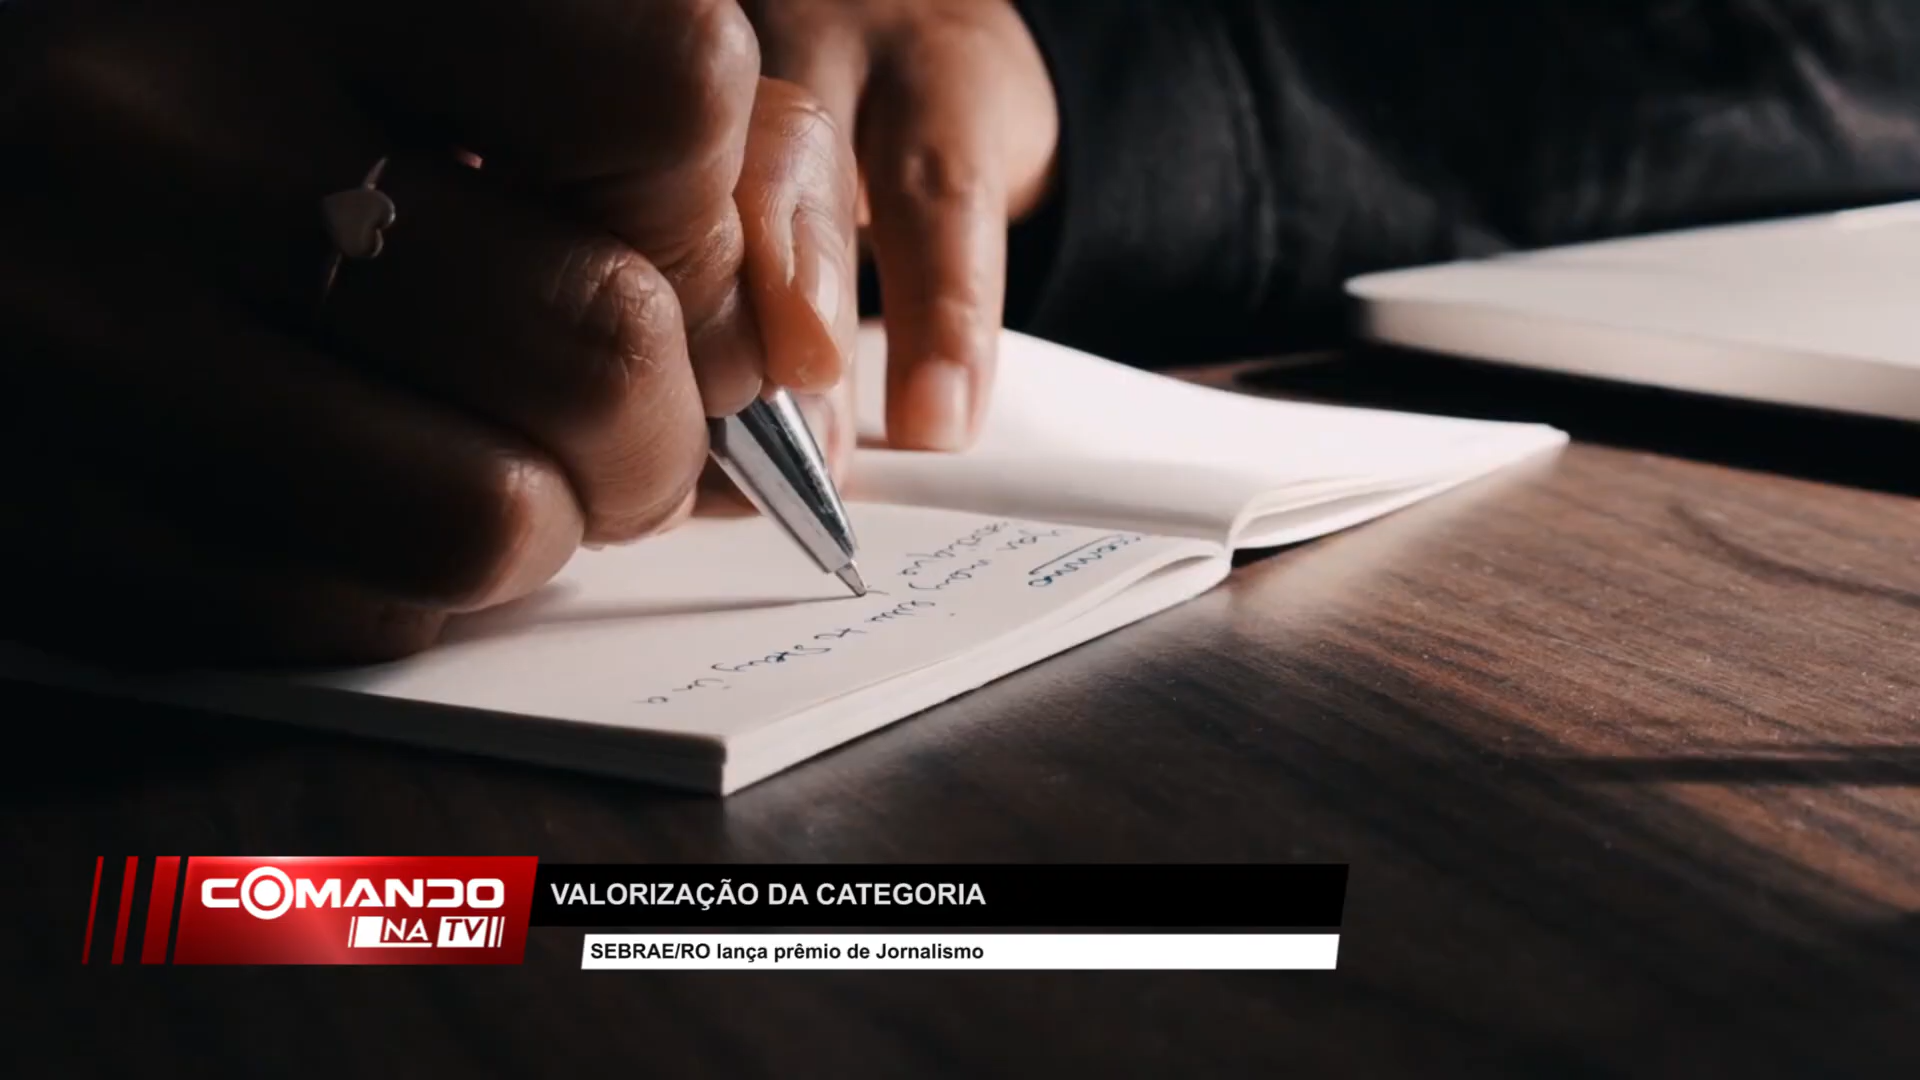 COMANDO
NA TV
VALORIZAÇÃO DA CATEGORIA
SEBRAE/RO lança prêmio de Jornalismo